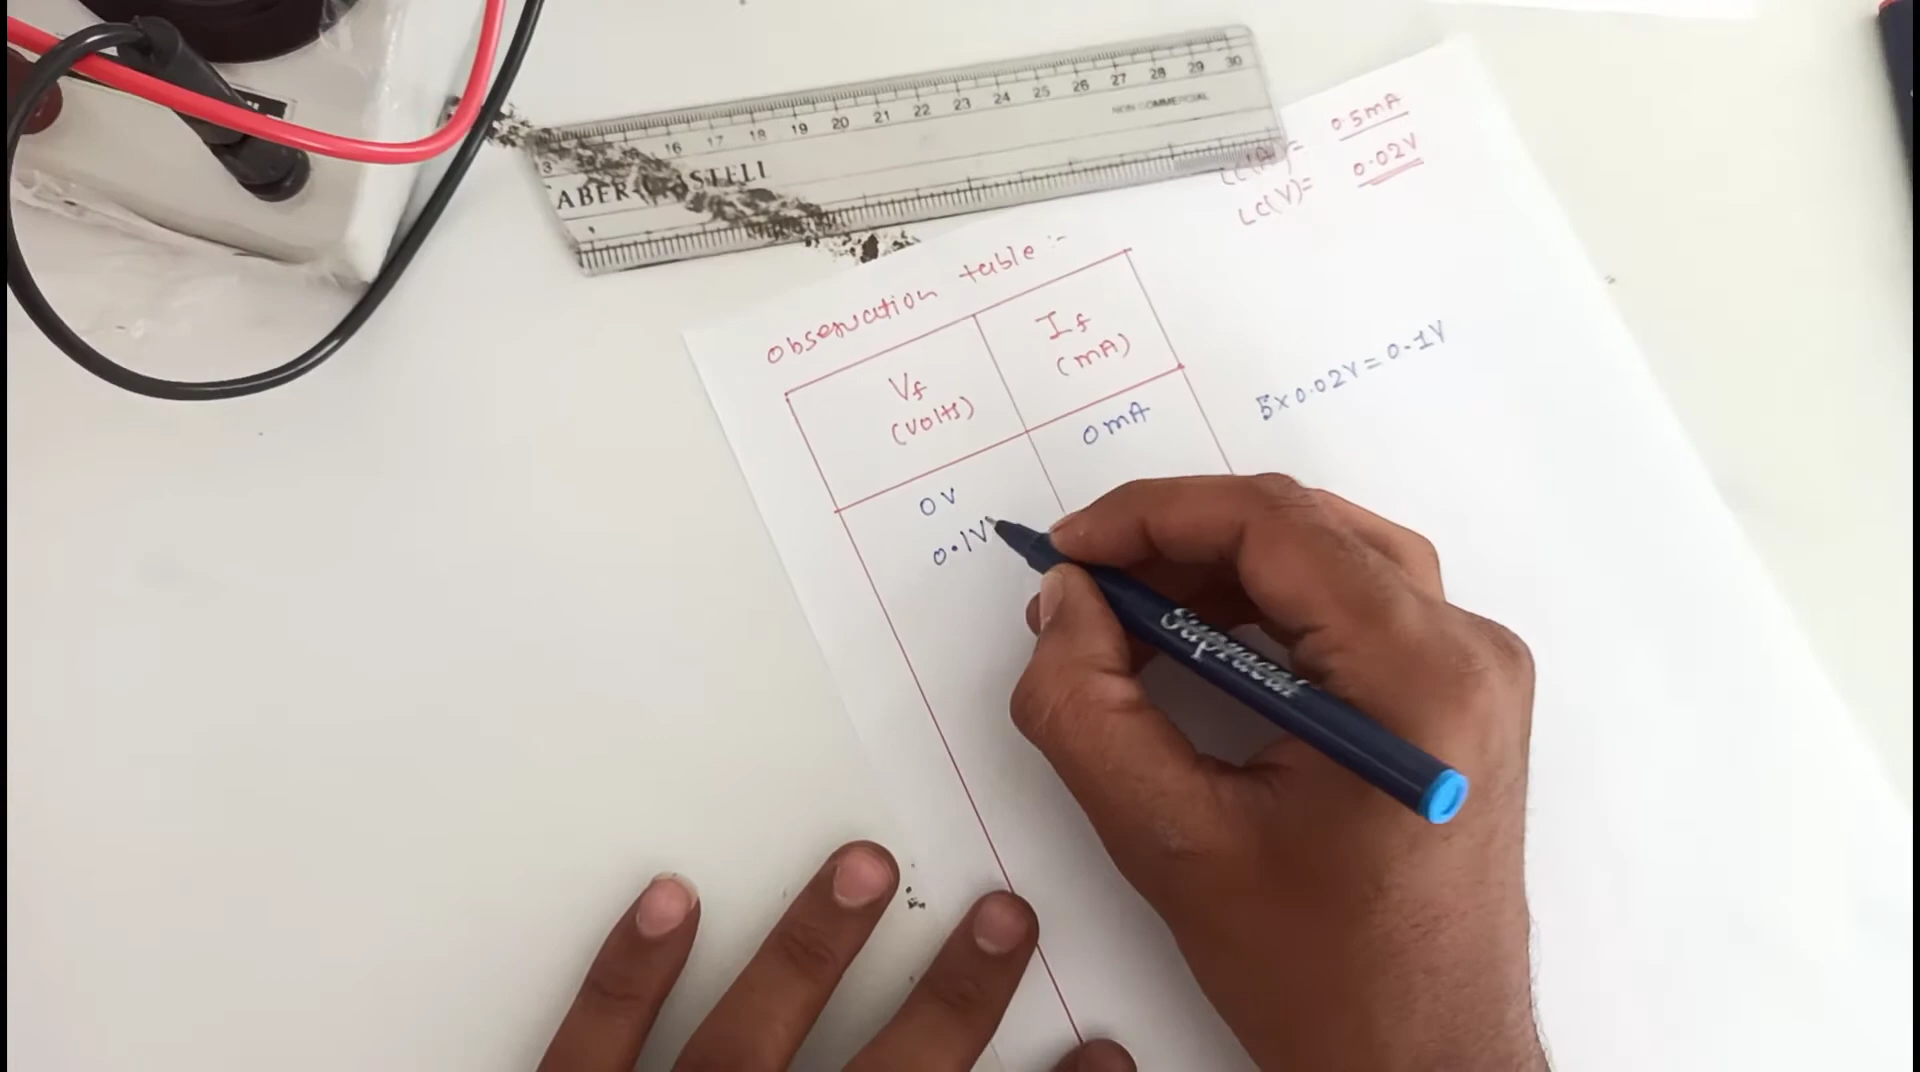 16 17 18 19 20 21 22 23 24 25 26 27 28 29 30
NON COMMERCIAL
LC(A)= 0.5mA
LC(V)= 0.02V
observation table :-
Vf
(volts)
If
(mA)
0 V
0 mA
0.1V
5×0.02V=0.1V